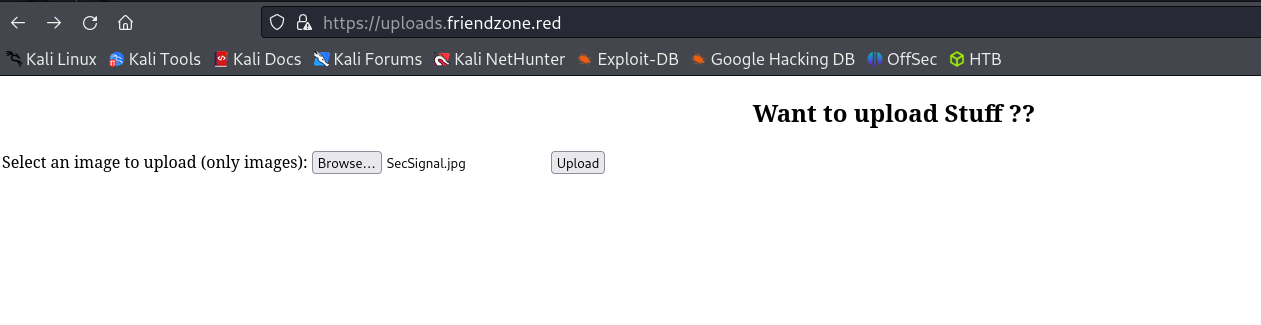 https://uploads.friendzone.red
Kali Linux Kali Tools Kali Docs Kali Forums Kali NetHunter Exploit-DB Google Hacking DB OffSec HTB
Want to upload Stuff ??
Select an image to upload (only images): Browse... SecSignal.jpg Upload